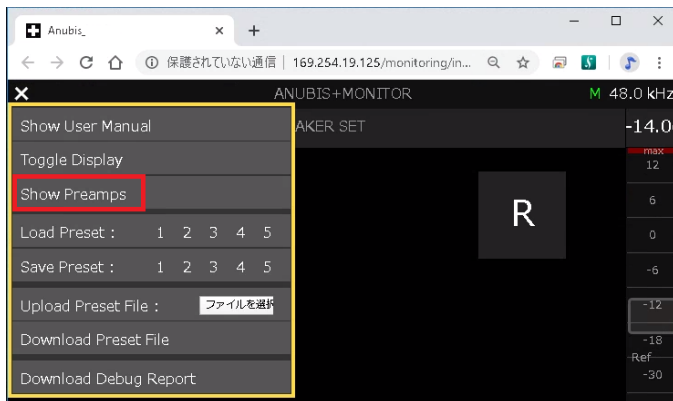 Anubis_
保護されていない通信 | 169.254.19.125/monitoring/in...
ANUBIS+MONITOR M 48.0 kHz
Show User Manual
AKER SET
-14.0
Toggle Display
max
12
Show Preamps
6
R
Load Preset : 1 2 3 4 5
0
Save Preset : 1 2 3 4 5
-6
Upload Preset File : ファイルを選択
-12
Download Preset File
-18
Ref
-30
Download Debug Report